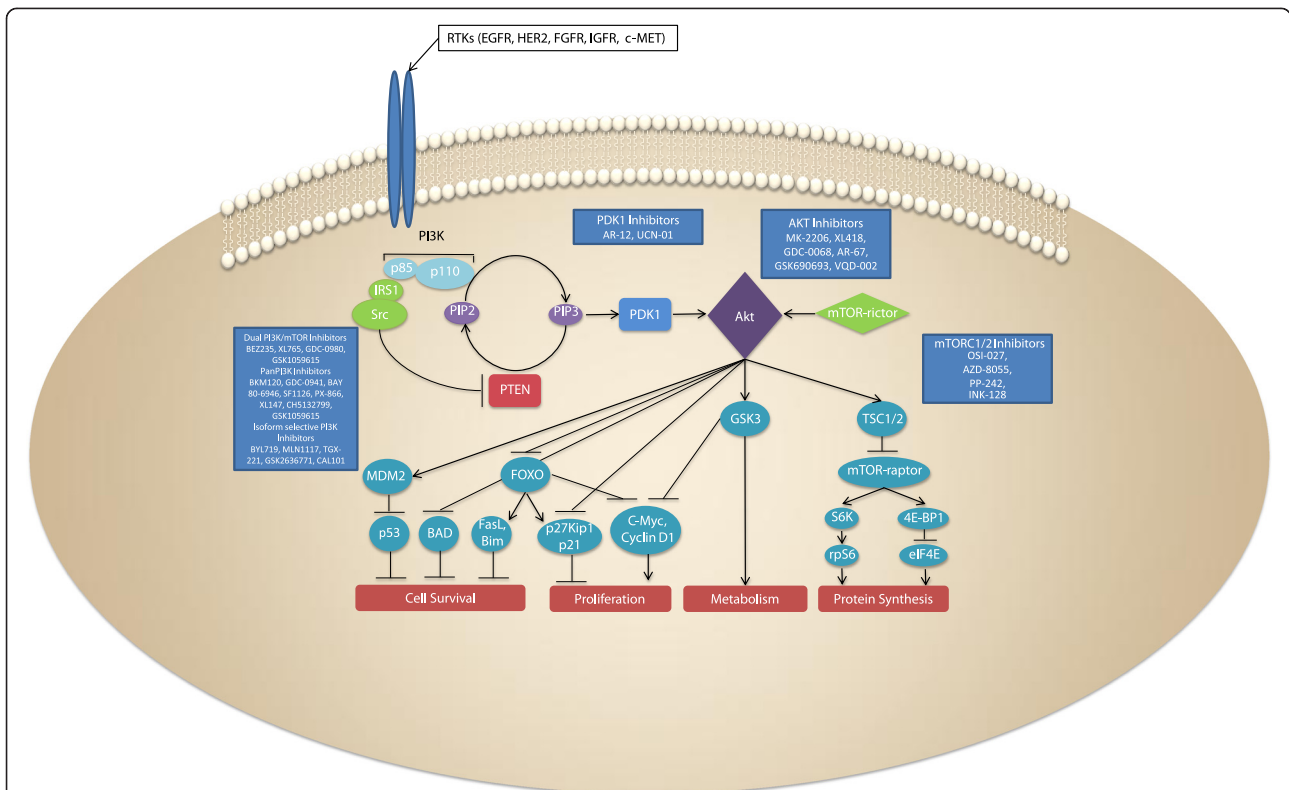 RTKs (EGFR, HER2, FGFR, IGFR, c-MET)
PI3K
p85
p110
IRS1
Src
PIP2
PIP3
PDK1
Akt
mTOR-rictor
PTEN
PDK1 Inhibitors
AR-12, UCN-01
AKT Inhibitors
MK-2206, XL418,
GDC-0068, AR-67,
GSK690693, VQD-002
mTORC1/2 Inhibitors
OSI-027,
AZD-8055,
PP-242,
INK-128
Dual PI3K/mTOR Inhibitors
BEZ235, XL765, GDC-0980,
GSK1059615
PanPI3K Inhibitors
BKM120, GDC-0941, BAY
80-6946, SF1126, PX-866,
XL147, CH5132799,
GSK1059615
Isoform selective PI3K
Inhibitors
BYL719, MLN1117, TGX-
221, GSK2636771, CAL101
GSK3
TSC1/2
MDM2
FOXO
mTOR-raptor
p53
BAD
FasL,
Bim
p27Kip1
p21
C-Myc,
Cyclin D1
S6K
4E-BP1
rpS6
eIF4E
Cell Survival
Proliferation
Metabolism
Protein Synthesis